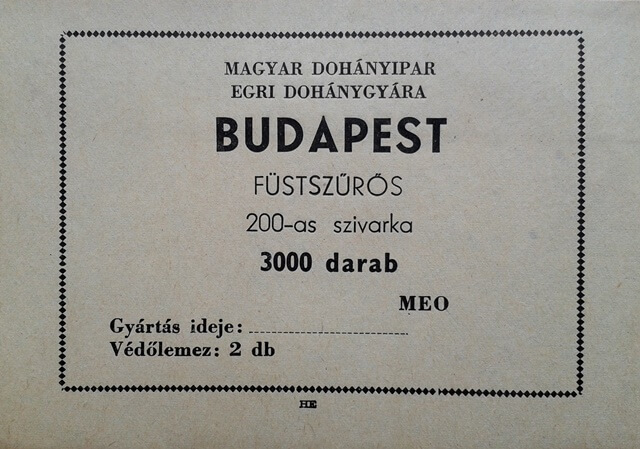 MAGYAR DOHÁNYIPAR
EGRI DOHÁNYGYÁRA
BUDAPEST
FÜSTSZŰRŐS
200-as szivarka
3000 darab
MEO
Gyártás ideje:
Védőlemez: 2 db
HE